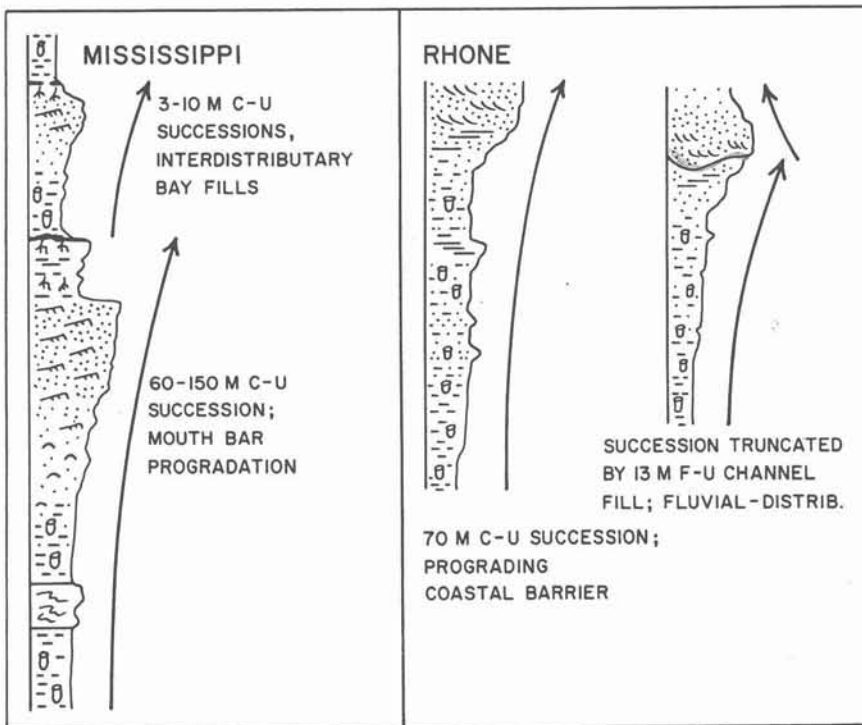 MISSISSIPPI
3-10 M C-U
SUCCESSIONS,
INTERDISTRIBUTARY
BAY FILLS
60-150 M C-U
SUCCESSION;
MOUTH BAR
PROGRADATION
RHONE
70 M C-U SUCCESSION;
PROGRADING
COASTAL BARRIER
SUCCESSION TRUNCATED
BY 13 M F-U CHANNEL
FILL; FLUVIAL-DISTRIB.